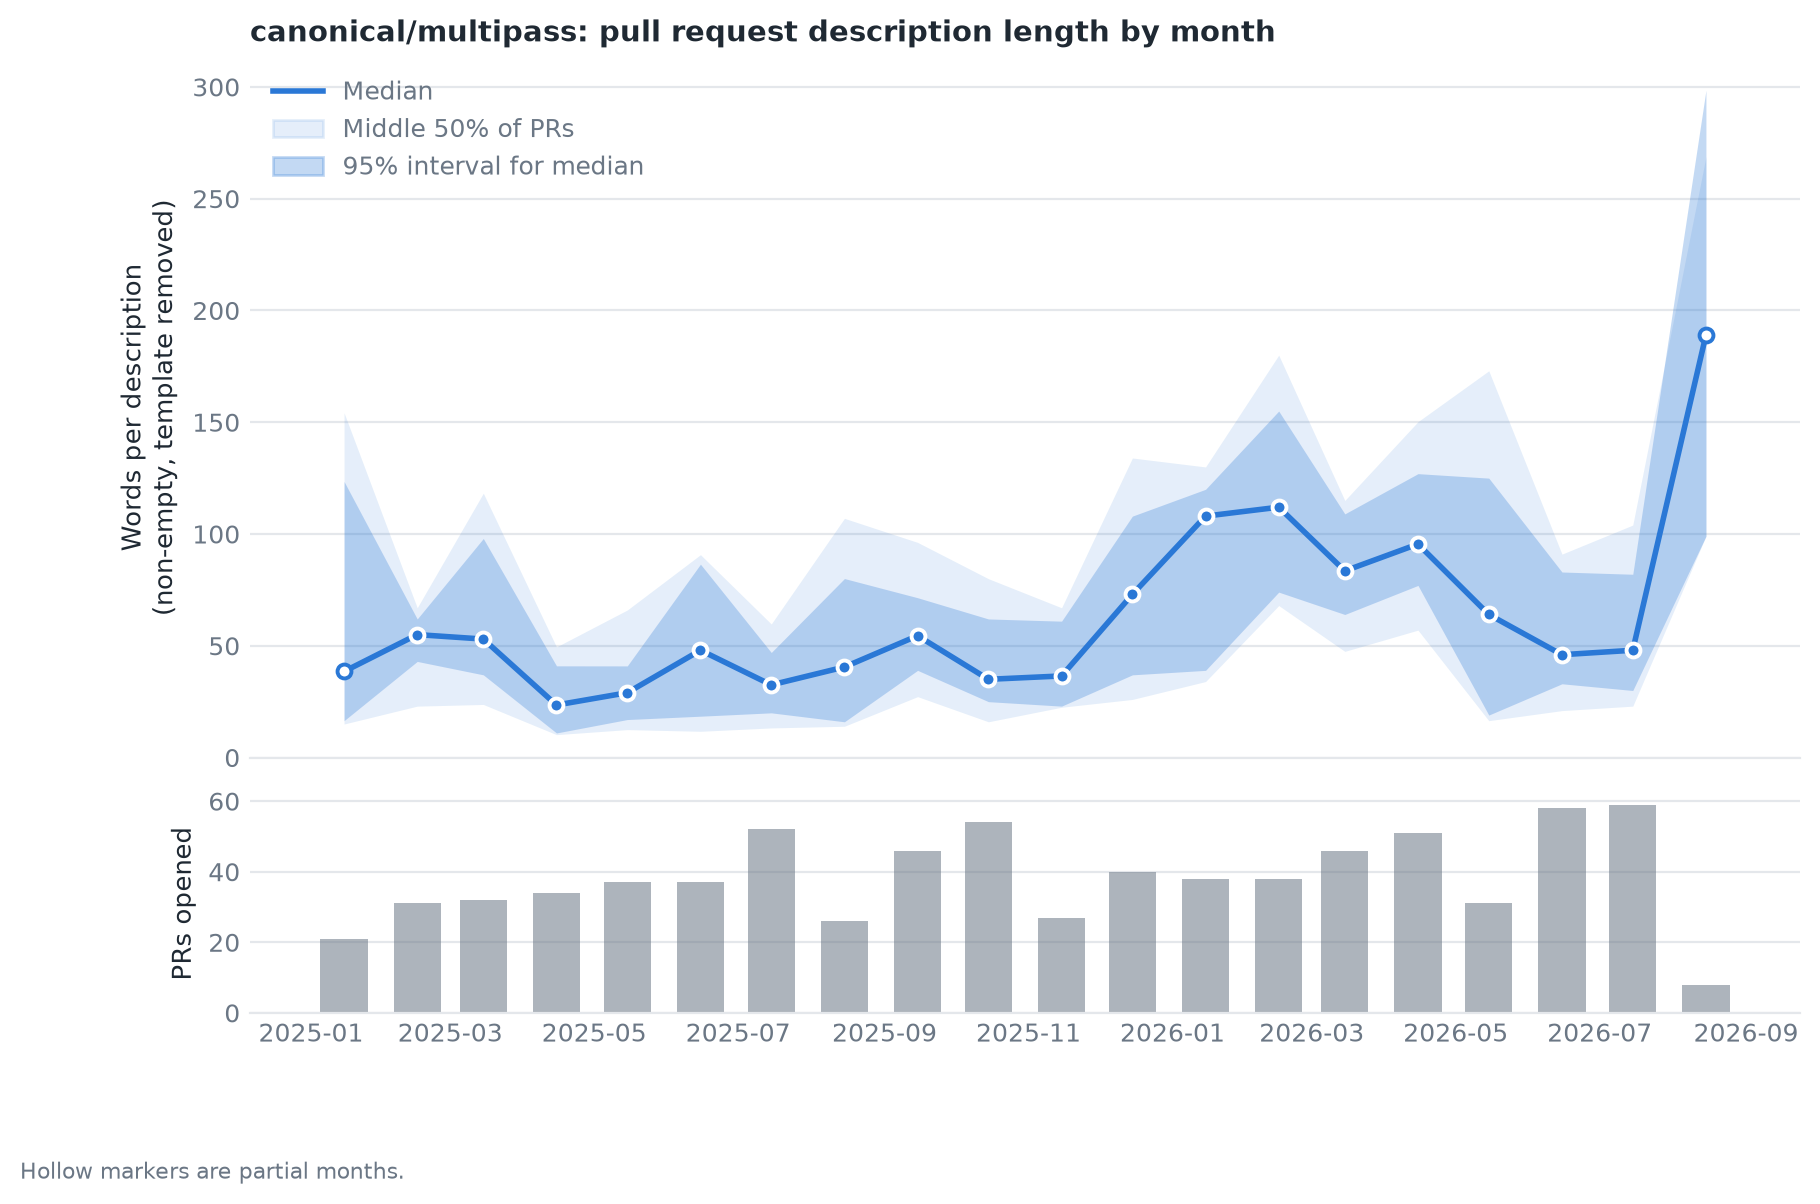 canonical/multipass: pull request description length by month
300
250
200
150
100
50
0
Words per description
(non-empty, template removed)
Median
Middle 50% of PRs
95% interval for median
60
40
20
0
PRs opened
2025-01 2025-03 2025-05 2025-07 2025-09 2025-11 2026-01 2026-03 2026-05 2026-07 2026-09
Hollow markers are partial months.